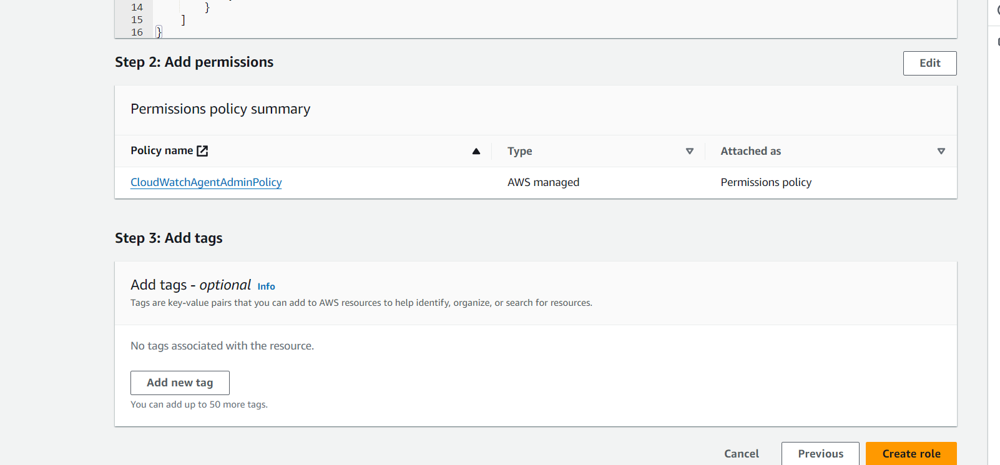 14 }
15 ]
16 }
Step 2: Add permissions
Edit
Permissions policy summary
Policy name Type Attached as
CloudWatchAgentAdminPolicy AWS managed Permissions policy
Step 3: Add tags
Add tags - optional Info
Tags are key-value pairs that you can add to AWS resources to help identify, organize, or search for resources.
No tags associated with the resource.
Add new tag
You can add up to 50 more tags.
Cancel Previous Create role